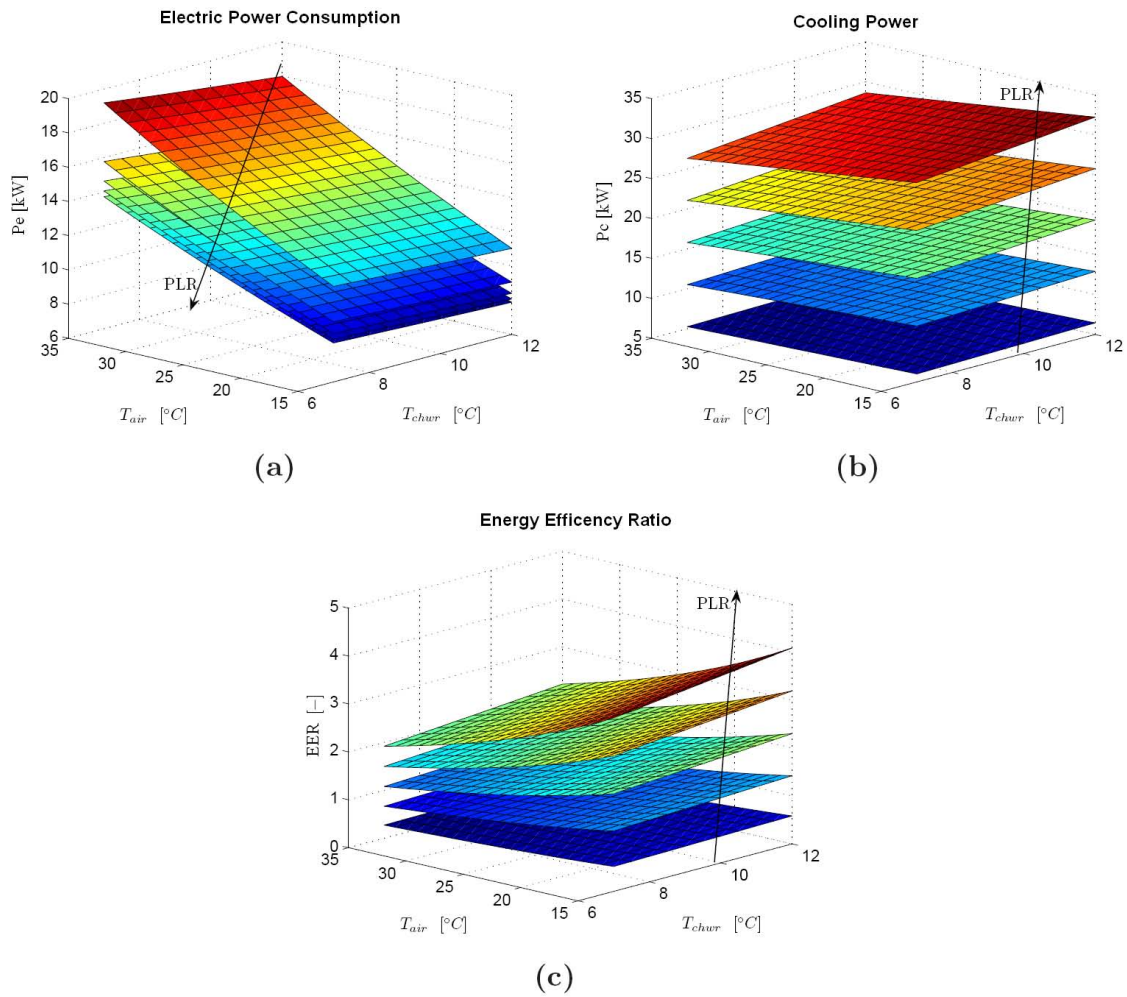 Electric Power Consumption
20
18
16
14
12
10
8
6
Pe [kW]
PLR
35
30
25
20
15
T_air [°C]
6
8
10
12
T_chwr [°C]
(a)
Cooling Power
35
30
25
20
15
10
5
Pc [kW]
PLR
35
30
25
20
15
T_air [°C]
6
8
10
12
T_chwr [°C]
(b)
Energy Efficency Ratio
5
4
3
2
1
0
EER [−]
PLR
35
30
25
20
15
T_air [°C]
6
8
10
12
T_chwr [°C]
(c)